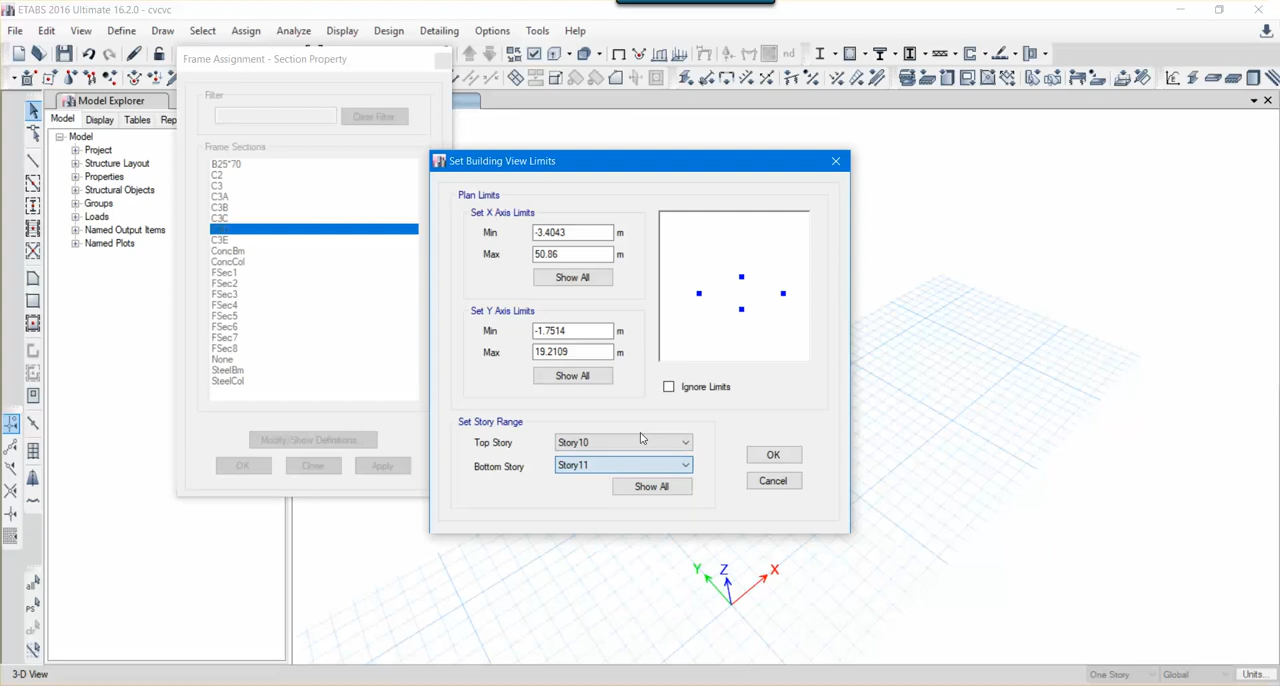 ETABS 2016 Ultimate 16.2.0 - cvcvc
File Edit View Define Draw Select Assign Analyze Display Design Detailing Options Tools Help
nd
Model Explorer
Model Display Tables Rep
Model
Project
Structure Layout
Properties
Structural Objects
Groups
Loads
Named Output Items
Named Plots
Frame Assignment - Section Property
Filter
Clear Filter
Frame Sections
B25*70
C2
C3
C3A
C3B
C3C
C3E
ConcBm
ConcCol
FSec1
FSec2
FSec3
FSec4
FSec5
FSec6
FSec7
FSec8
None
SteelBm
SteelCol
Modify/Show Definitions...
OK Close Apply
Set Building View Limits
Plan Limits
Set X Axis Limits
Min -3.4043 m
Max 50.86 m
Show All
Set Y Axis Limits
Min -1.7514 m
Max 19.2109 m
Show All
Ignore Limits
Set Story Range
Top Story Story10
Bottom Story Story11
Show All
OK
Cancel
Y Z X
all
ps
clr
3-D View
One Story Global Units...